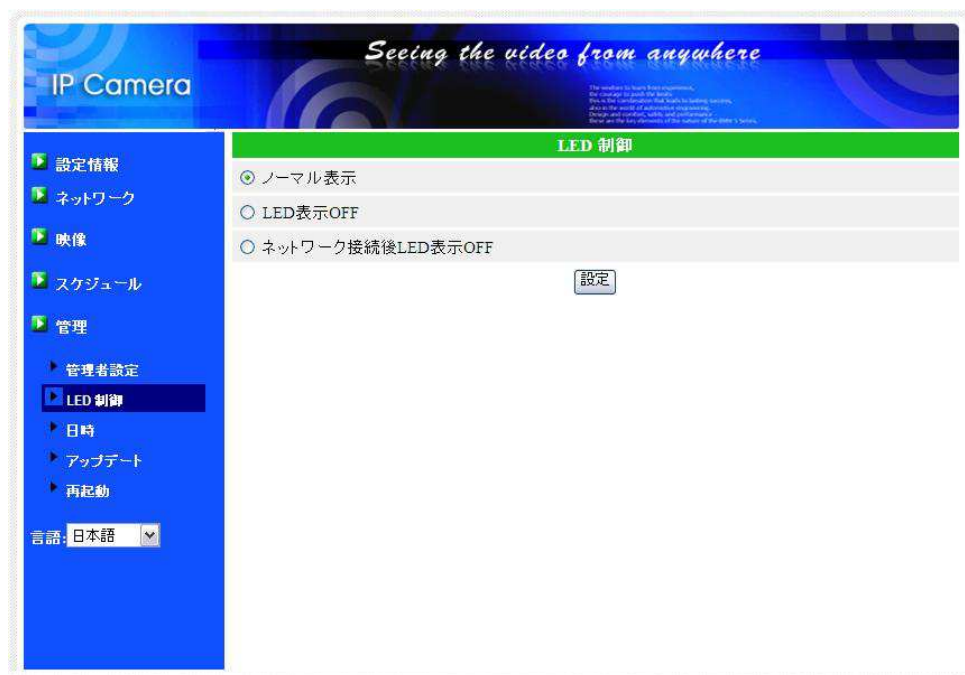 Seeing the video from anywhere
IP Camera
LED 制御
設定情報
ネットワーク
映像
スケジュール
管理
管理者設定
LED 制御
日時
アップデート
再起動
言語:日本語
ノーマル表示
LED表示OFF
ネットワーク接続後LED表示OFF
設定